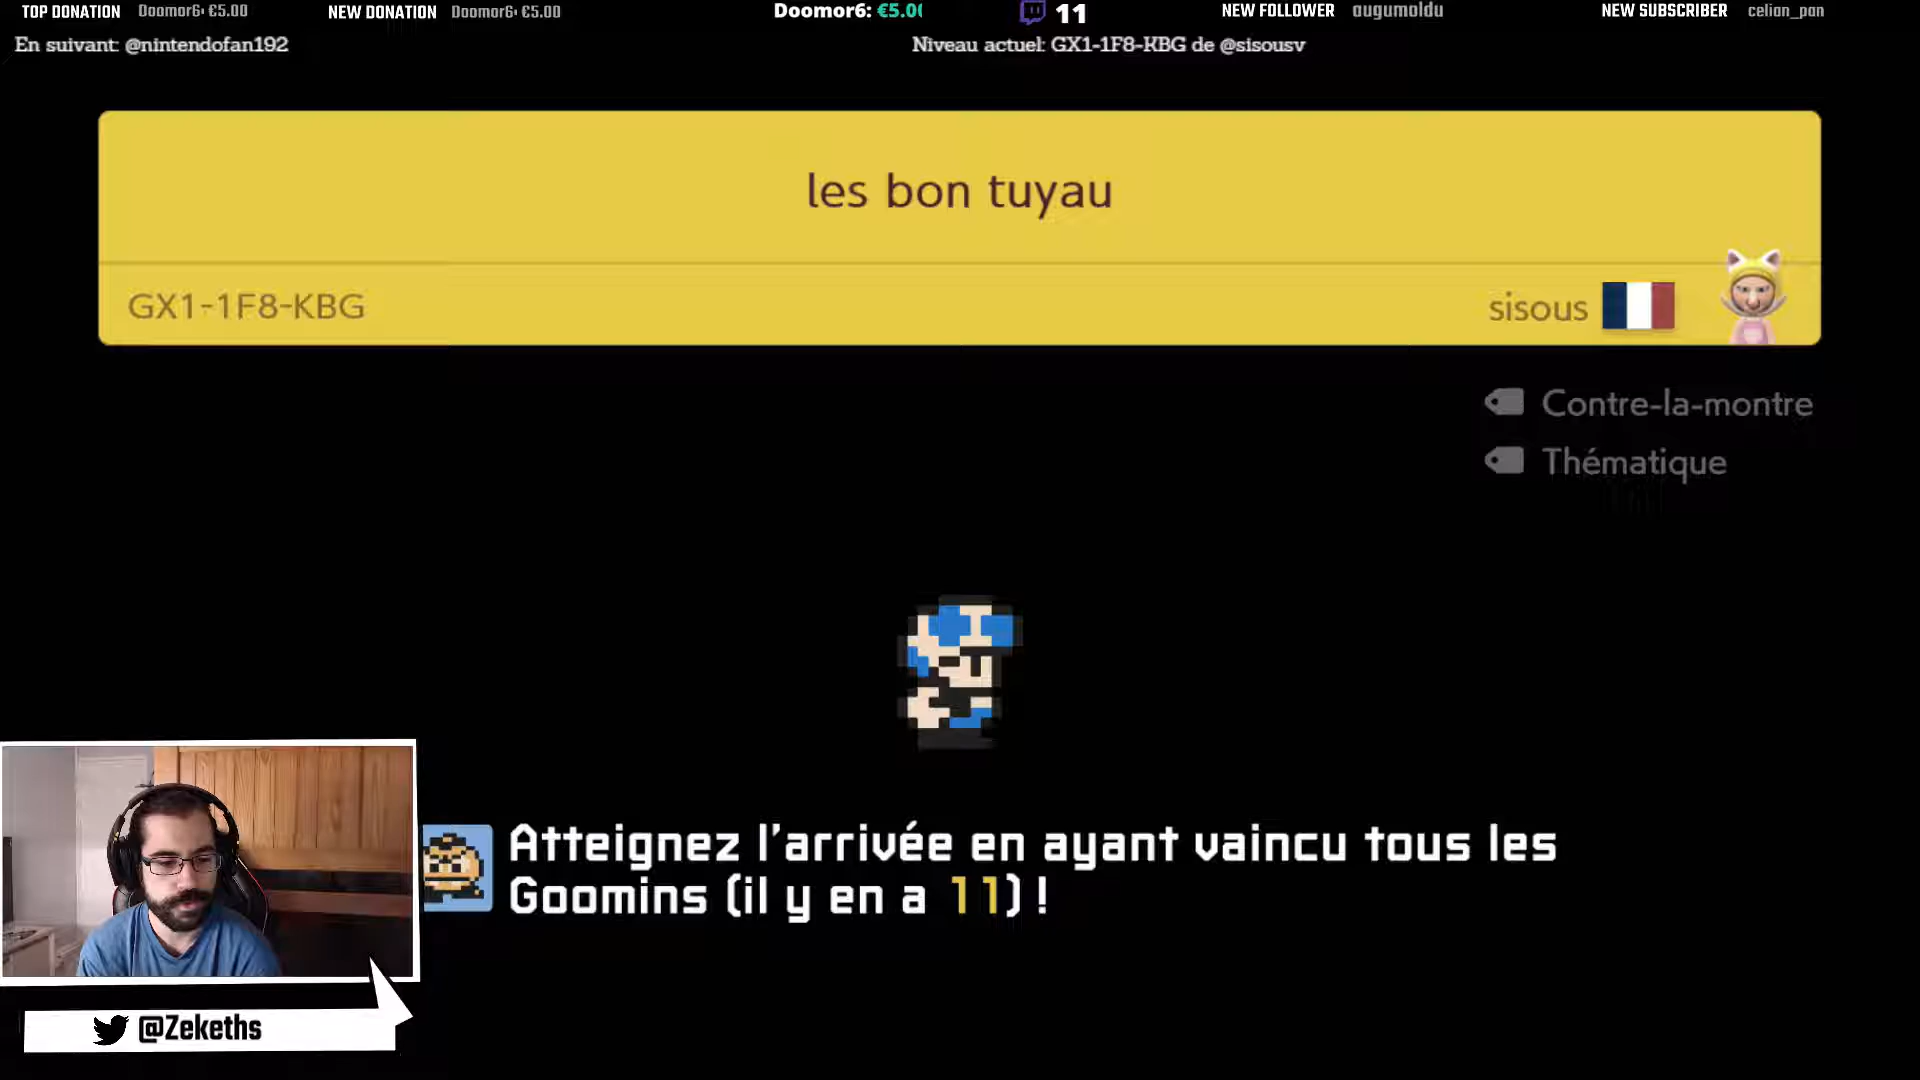 TOP DONATION Doomor6: €5.00 NEW DONATION Doomor6: €5.00 Doomor6: €5.0 11 NEW FOLLOWER augumoldu NEW SUBSCRIBER celian_pan
En suivant: @nintendofan192 Niveau actuel: GX1-1F8-KBG de @sisousv
les bon tuyau
GX1-1F8-KBG sisous
Contre-la-montre
Thématique
Atteignez l'arrivée en ayant vaincu tous les
Goomins (il y en a 11) !
@Zekeths